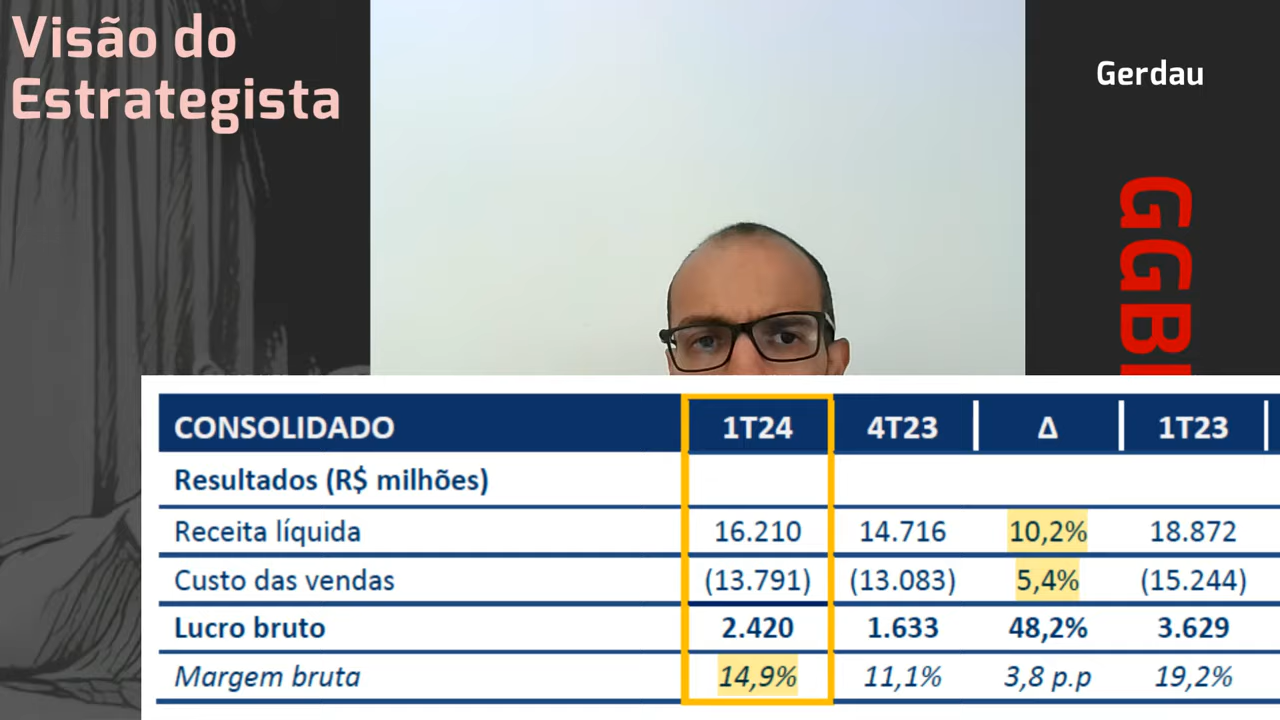 Visão do
Estrategista
Gerdau
GGB
CONSOLIDADO 1T24 4T23 Δ 1T23
Resultados (R$ milhões)
Receita líquida 16.210 14.716 10,2% 18.872
Custo das vendas (13.791) (13.083) 5,4% (15.244)
Lucro bruto 2.420 1.633 48,2% 3.629
Margem bruta 14,9% 11,1% 3,8 p.p 19,2%